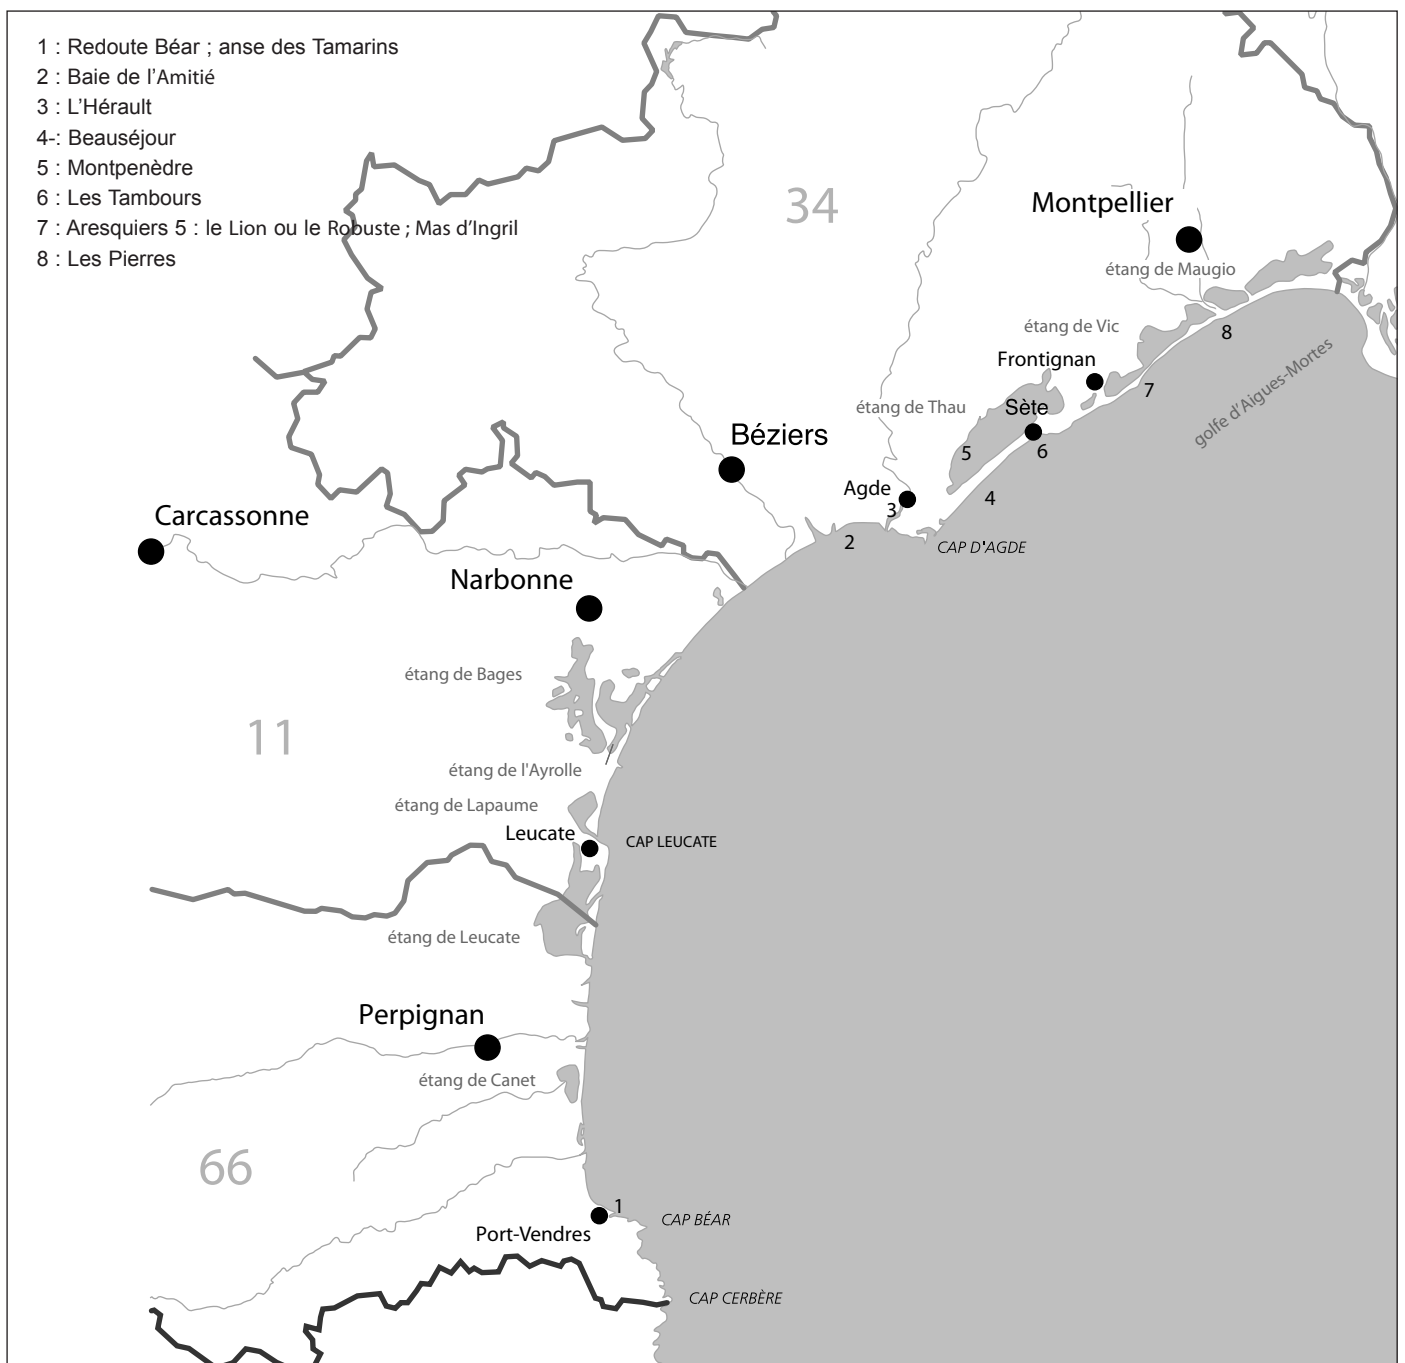 1 : Redoute Béar ; anse des Tamarins
2 : Baie de l'Amitié
3 : L'Hérault
4-: Beauséjour
5 : Montpenèdre
6 : Les Tambours
7 : Aresquiers 5 : le Lion ou le Robuste ; Mas d'Ingril
8 : Les Pierres
34
Montpellier
étang de Maugio
étang de Vic
8
Frontignan
7
golfe d'Aigues-Mortes
étang de Thau
Sète
Béziers
5
6
Agde
4
3
Carcassonne
2
CAP D'AGDE
Narbonne
étang de Bages
11
étang de l'Ayrolle
étang de Lapaume
Leucate
CAP LEUCATE
étang de Leucate
Perpignan
étang de Canet
66
1
CAP BÉAR
Port-Vendres
CAP CERBÈRE